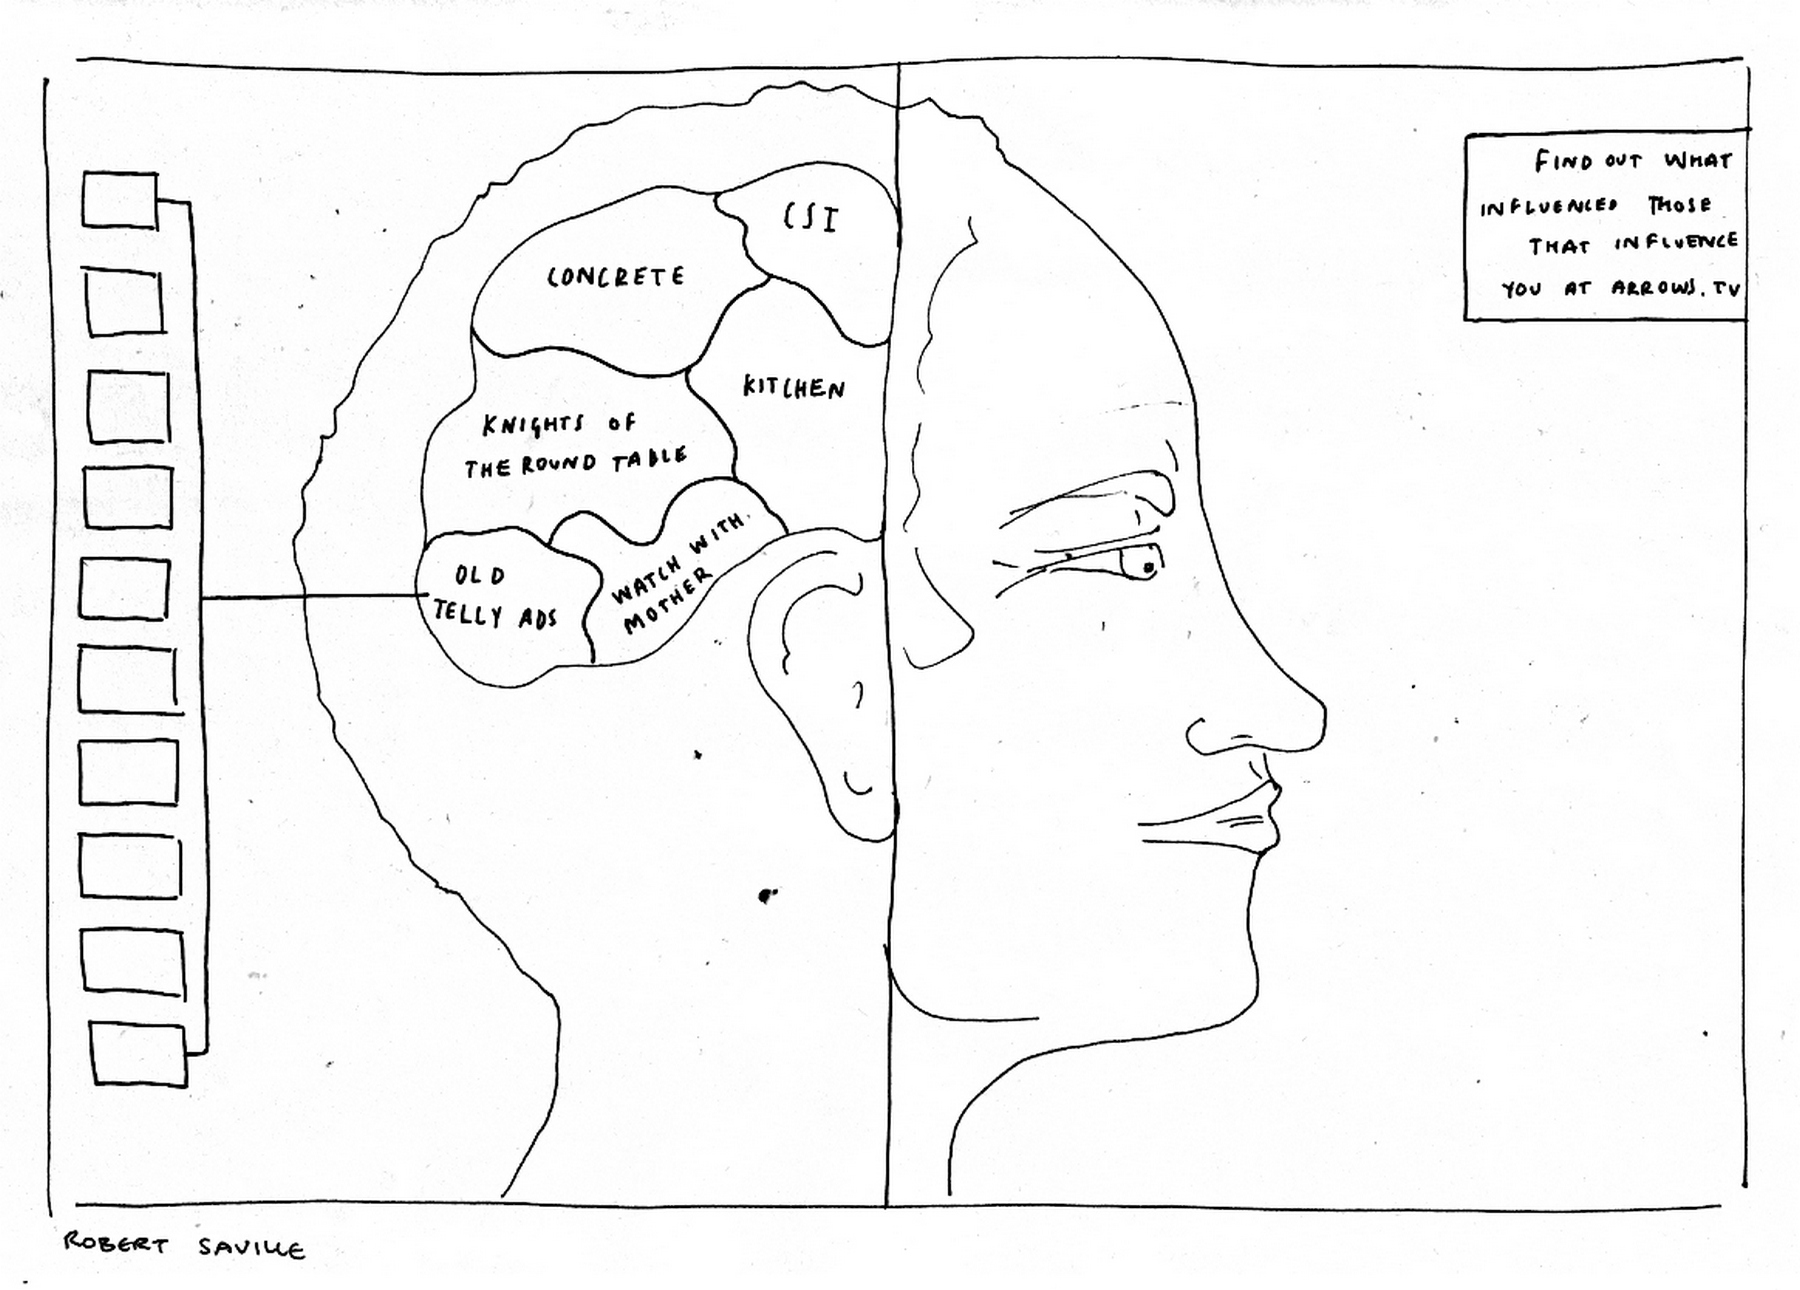 FIND OUT WHAT
INFLUENCED THOSE
THAT INFLUENCE
YOU AT ARROWS.TV
CSI
CONCRETE
KITCHEN
KNIGHTS OF
THE ROUND TABLE
WATCH WITH
MOTHER
OLD
TELLY ADS
ROBERT SAVILLE